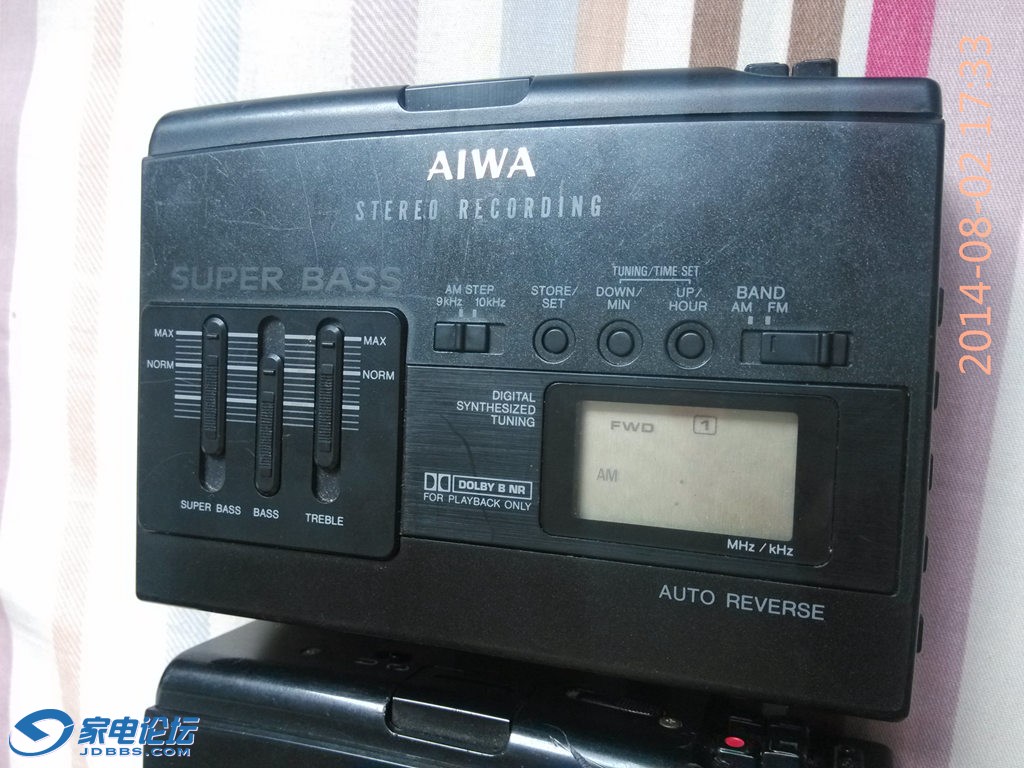 AIWA
STEREO RECORDING
SUPER BASS
AM STEP
9kHz 10kHz
STORE/
SET
TUNING/TIME SET
DOWN/
MIN
UP/
HOUR
BAND
AM FM
MAX
MAX
NORM
NORM
SUPER BASS
BASS
TREBLE
DIGITAL
SYNTHESIZED
TUNING
DOLBY B NR
FOR PLAYBACK ONLY
FWD 1
AM
MHz / kHz
AUTO REVERSE
2014-08-02 17:33
家电论坛
JDBBS.COM